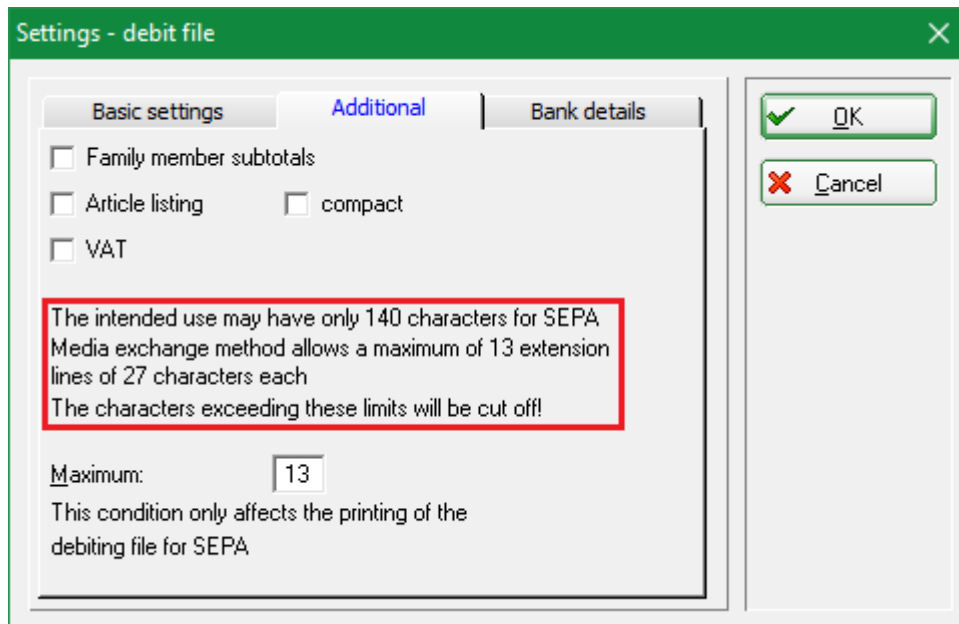 Settings - debit file
Basic settings Additional Bank details
OK
Cancel
Family member subtotals
Article listing compact
VAT
The intended use may have only 140 characters for SEPA
Media exchange method allows a maximum of 13 extension
lines of 27 characters each
The characters exceeding these limits will be cut off!
Maximum: 13
This condition only affects the printing of the
debiting file for SEPA